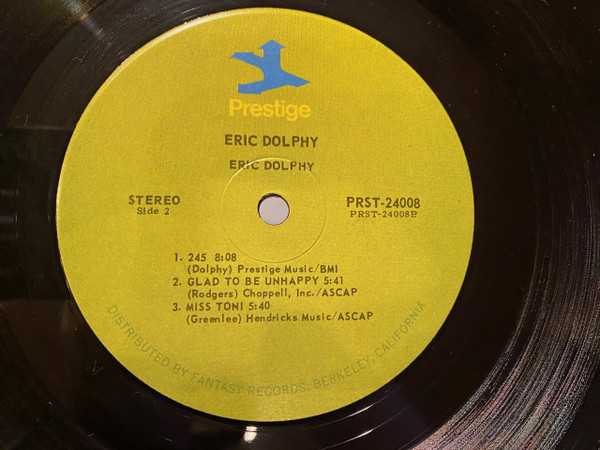 Prestige
ERIC DOLPHY
ERIC DOLPHY
STEREO
Side 2
PRST-24008
PRST-24008B
1. 245 8:08
(Dolphy) Prestige Music/BMI
2. GLAD TO BE UNHAPPY 5:41
(Rodgers) Chappell, Inc./ASCAP
3. MISS TONI 5:40
(Greenlee) Hendricks Music/ASCAP
DISTRIBUTED BY FANTASY RECORDS, BERKELEY, CALIFORNIA